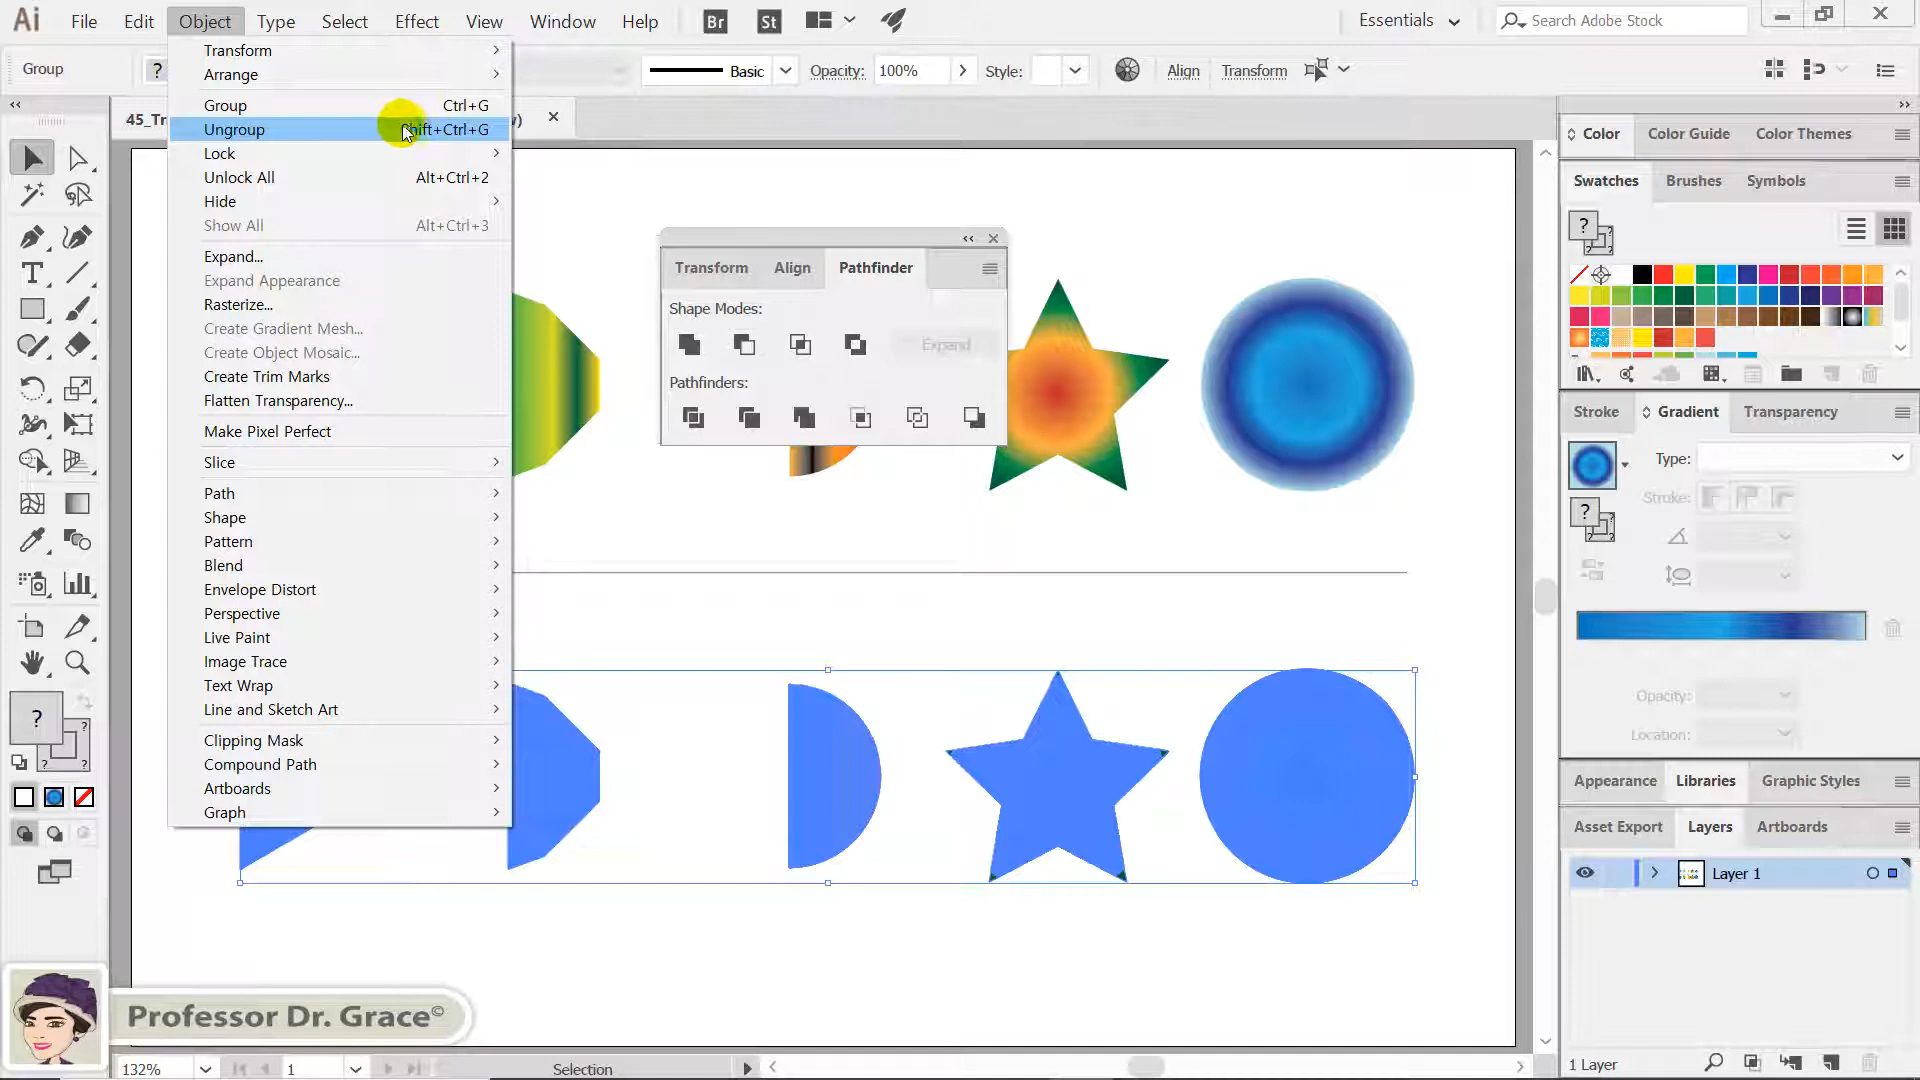 Ai File Edit Object Type Select Effect View Window Help Br St Essentials Search Adobe Stock
Group ? Basic Opacity: 100% Style: Align Transform
45_Tr
Transform
Arrange
Group Ctrl+G
Ungroup Shift+Ctrl+G
Lock
Unlock All Alt+Ctrl+2
Hide
Show All Alt+Ctrl+3
Expand...
Expand Appearance
Rasterize...
Create Gradient Mesh...
Create Object Mosaic...
Create Trim Marks
Flatten Transparency...
Make Pixel Perfect
Slice
Path
Shape
Pattern
Blend
Envelope Distort
Perspective
Live Paint
Image Trace
Text Wrap
Line and Sketch Art
Clipping Mask
Compound Path
Artboards
Graph
Transform Align Pathfinder
Shape Modes:
Expand
Pathfinders:
Color Color Guide Color Themes
Swatches Brushes Symbols
?
Stroke Gradient Transparency
Type:
Stroke:
?
Opacity:
Location:
Appearance Libraries Graphic Styles
Asset Export Layers Artboards
Layer 1
1 Layer
?
Professor Dr. Grace©
132% 1 Selection